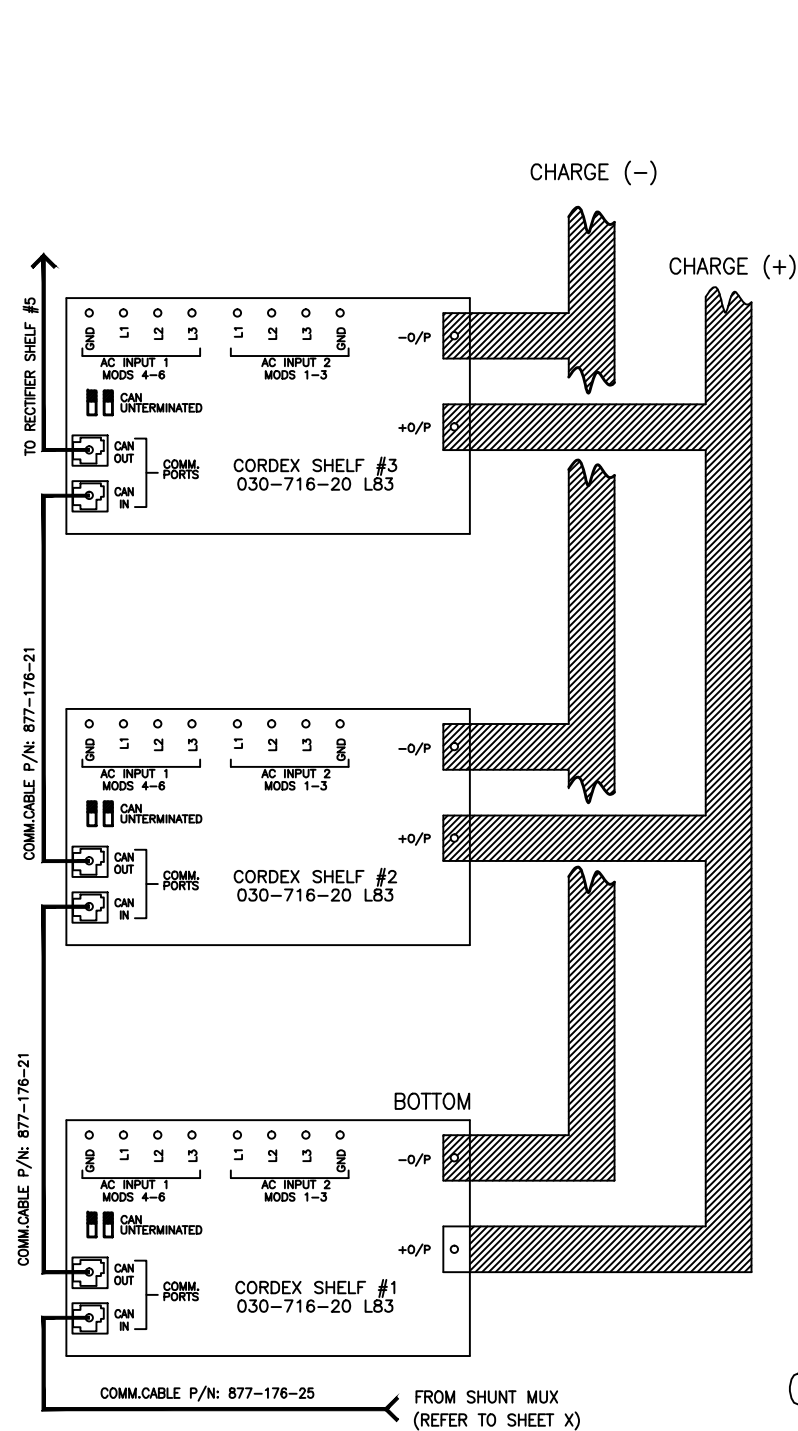 CHARGE (−)
CHARGE (+)
TO RECTIFIER SHELF #5
GND L1 L2 L3 L1 L2 L3 GND
AC INPUT 1
MODS 4−6
AC INPUT 2
MODS 1−3
−O/P
CAN
UNTERMINATED
+O/P
CAN
OUT
COMM.
PORTS
CAN
IN
CORDEX SHELF #3
030−716−20 L83
COMM.CABLE P/N: 877−176−21
GND L1 L2 L3 L1 L2 L3 GND
AC INPUT 1
MODS 4−6
AC INPUT 2
MODS 1−3
−O/P
CAN
UNTERMINATED
+O/P
CAN
OUT
COMM.
PORTS
CAN
IN
CORDEX SHELF #2
030−716−20 L83
COMM.CABLE P/N: 877−176−21
BOTTOM
GND L1 L2 L3 L1 L2 L3 GND
AC INPUT 1
MODS 4−6
AC INPUT 2
MODS 1−3
−O/P
CAN
UNTERMINATED
+O/P
CAN
OUT
COMM.
PORTS
CAN
IN
CORDEX SHELF #1
030−716−20 L83
COMM.CABLE P/N: 877−176−25
FROM SHUNT MUX
(REFER TO SHEET X)